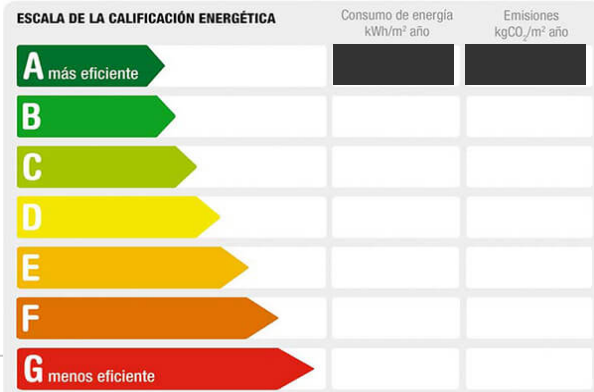 ESCALA DE LA CALIFICACIÓN ENERGÉTICA
Consumo de energía
kWh/m² año
Emisiones
kgCO₂/m² año
A más eficiente
B
C
D
E
F
G menos eficiente